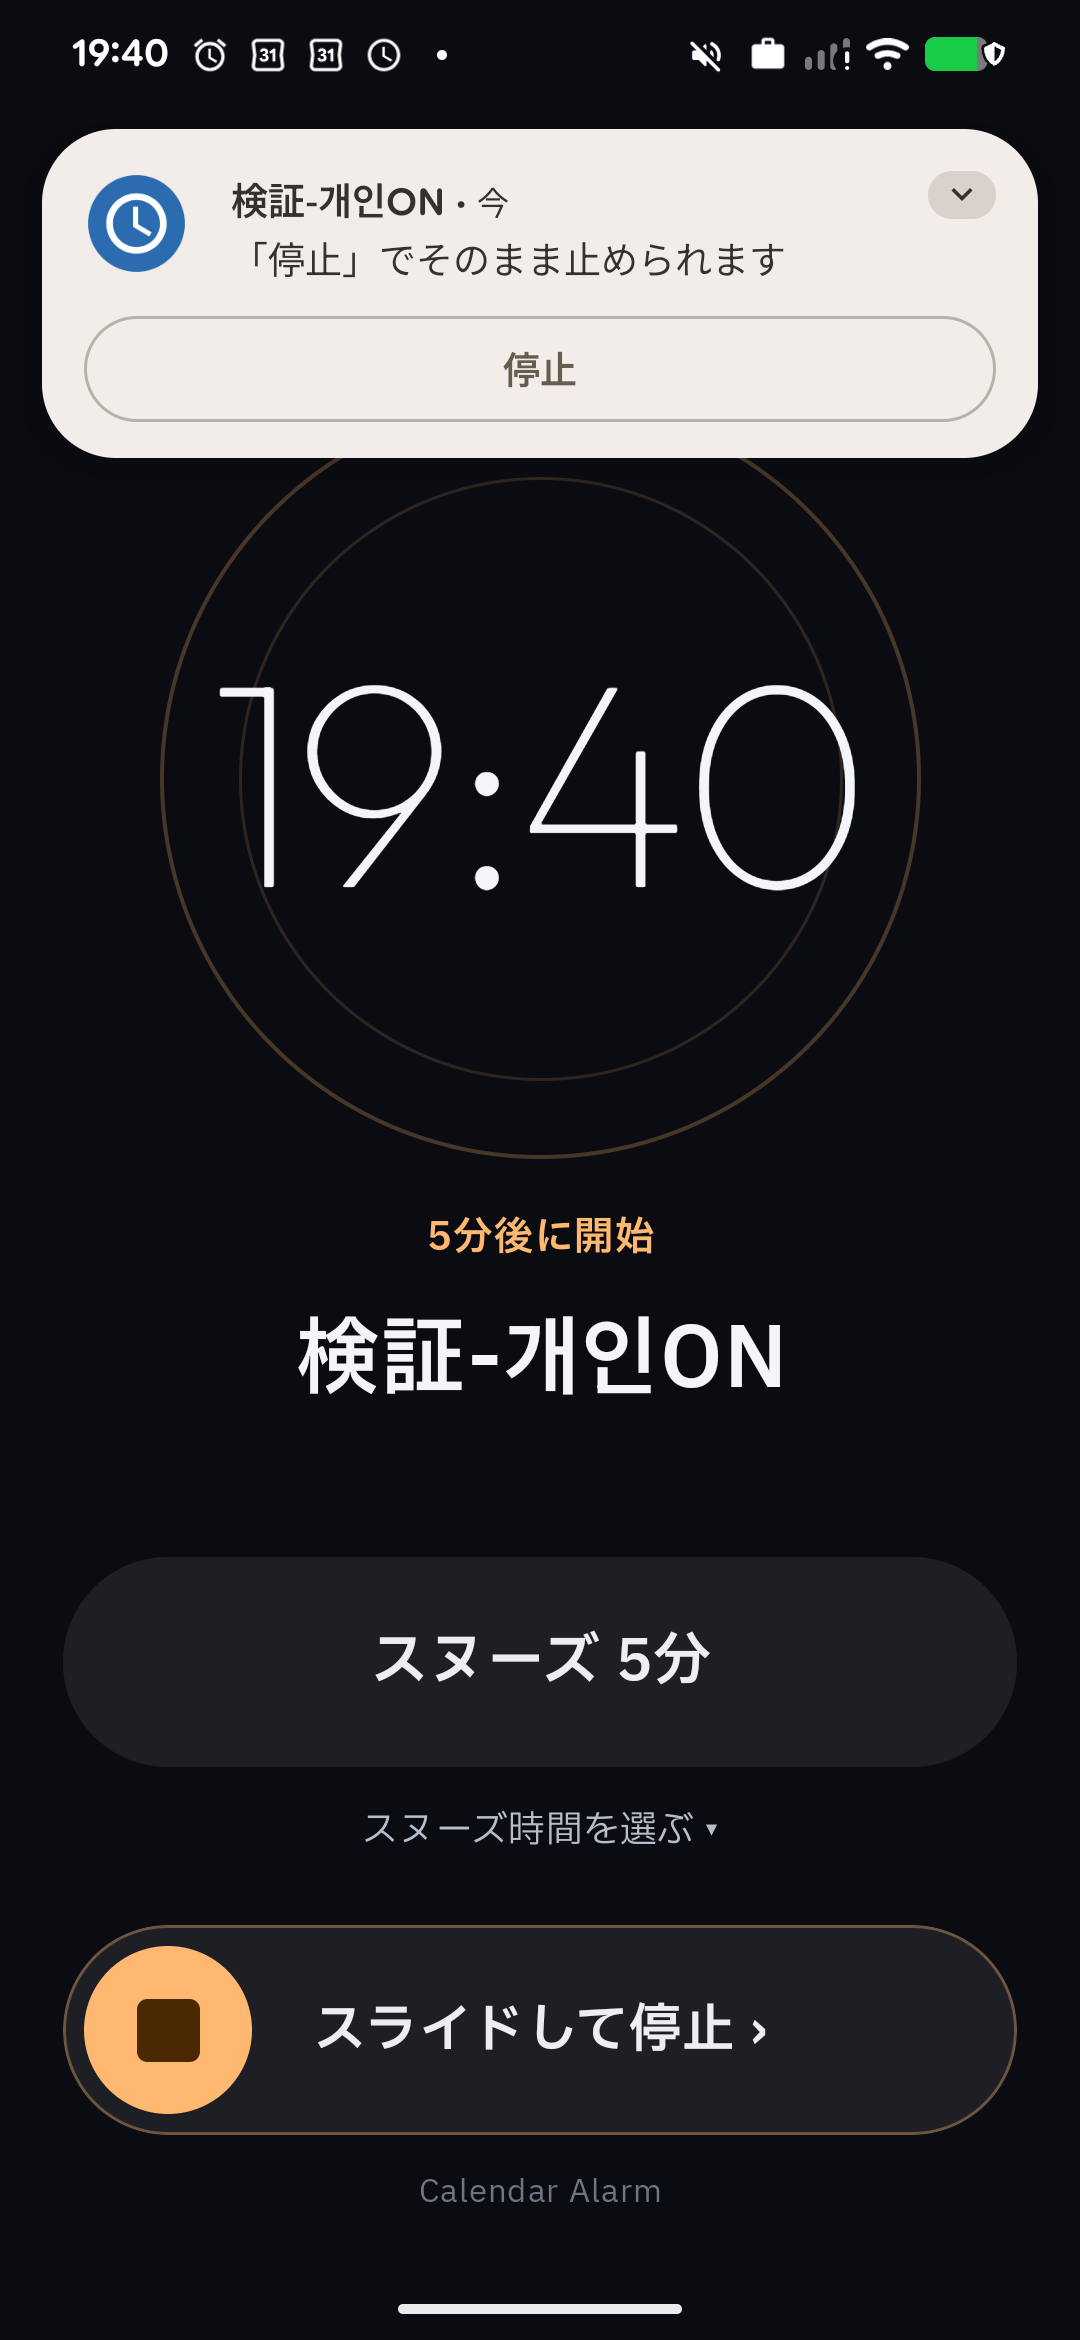 19:40
31
31
検証-개인ON・今
「停止」でそのまま止められます
停止
19:40
5分後に開始
検証-개인ON
スヌーズ 5分
スヌーズ時間を選ぶ ▾
スライドして停止 ›
Calendar Alarm